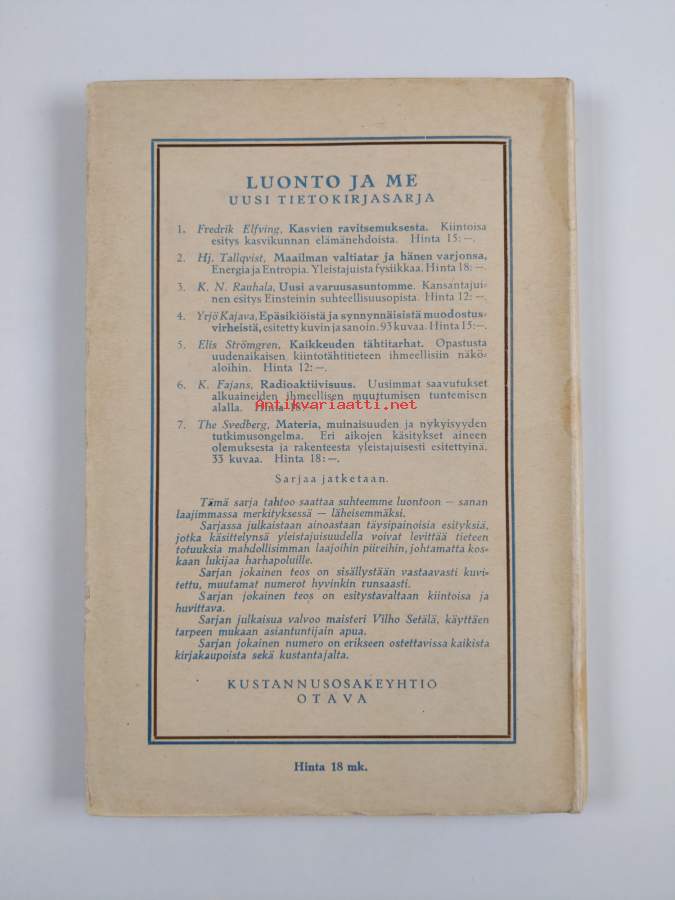 LUONTO JA ME
UUSI TIETOKIRJASARJA
1. Fredrik Elfving, Kasvien ravitsemuksesta. Kiintoisa
esitys kasvikunnan elämänehdoista. Hinta 15:—.
2. Hj. Tallqvist, Maailman valtiatar ja hänen varjonsa,
Energia ja Entropia. Yleistajuista fysiikkaa. Hinta 18:—.
3. K. N. Rauhala, Uusi avaruusasuntomme. Kansantajui-
nen esitys Einsteinin suhteellisuusopista. Hinta 12:—.
4. Yrjö Kajava, Epäsikiöistä ja synnynnäisistä muodostus-
virheistä, esitetty kuvin ja sanoin. 93 kuvaa. Hinta 15:—.
5. Elis Strömgren, Kaikkeuden tähtitarhat. Opastusta
uudenaikaisen kiintotähtitieteen ihmeellisiin näkö-
aloihin. Hinta 12:—.
6. K. Fajans, Radioaktiivisuus. Uusimmat saavutukset
alkuaineiden ihmeellisen muuttumisen tuntemisen
alalla. Hinta
Antikvariaatti.net
7. The Svedberg, Materia, muinaisuuden ja nykyisyyden
tutkimusongelma. Eri aikojen käsitykset aineen
olemuksesta ja rakenteesta yleistajuisesti esitettyinä.
33 kuvaa. Hinta 18:—.
Sarjaa jatketaan.
Tämä sarja tahtoo saattaa suhteemme luontoon — sanan
laajimmassa merkityksessä — läheisemmäksi.
Sarjassa julkaistaan ainoastaan täysipainoisia esityksiä,
jotka käsittelynsä yleistajuisuudella voivat levittää tieteen
totuuksia mahdollisimman laajoihin piireihin, johtamatta kos-
kaan lukijaa harhapoluille.
Sarjan jokainen teos on sisällystään vastaavasti kuvi-
tettu, muutamat numerot hyvinkin runsaasti.
Sarjan jokainen teos on esitystavaltaan kiintoisa ja
huvittava.
Sarjan julkaisua valvoo maisteri Vilho Setälä, käyttäen
tarpeen mukaan asiantuntijain apua.
Sarjan jokainen numero on erikseen ostettavissa kaikista
kirjakaupoista sekä kustantajalta.
KUSTANNUSOSAKEYHTIO
OTAVA
Hinta 18 mk.